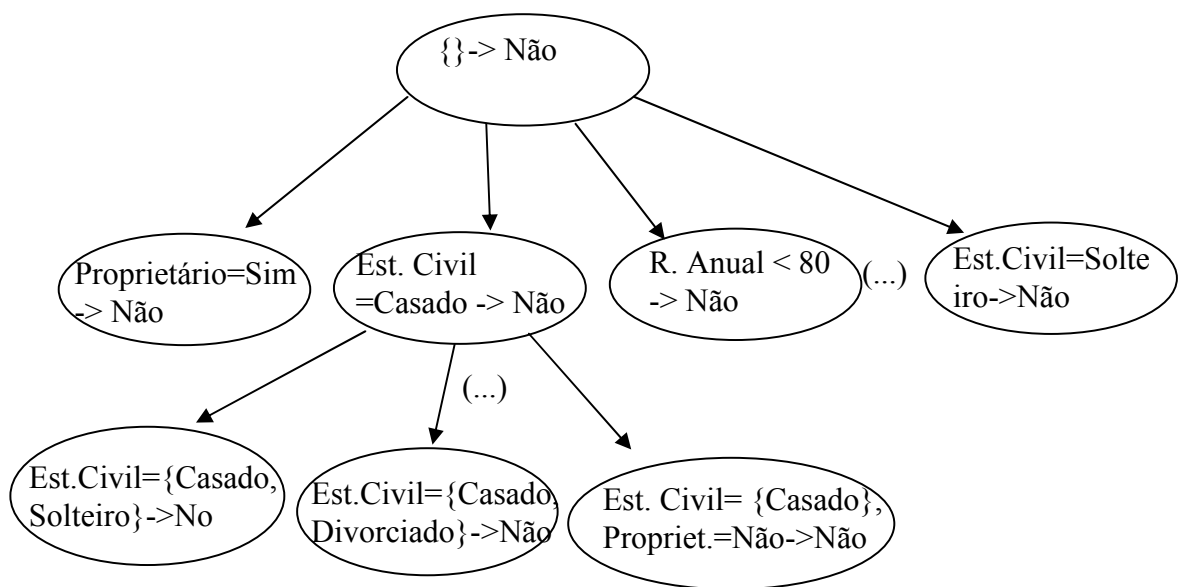 {}-> Não
Proprietário=Sim
-> Não
Est. Civil
=Casado -> Não
R. Anual < 80
-> Não
(...)
Est.Civil=Solte
iro->Não
(...)
Est.Civil={Casado,
Solteiro}->No
Est.Civil={Casado,
Divorciado}->Não
Est. Civil= {Casado},
Propriet.=Não->Não